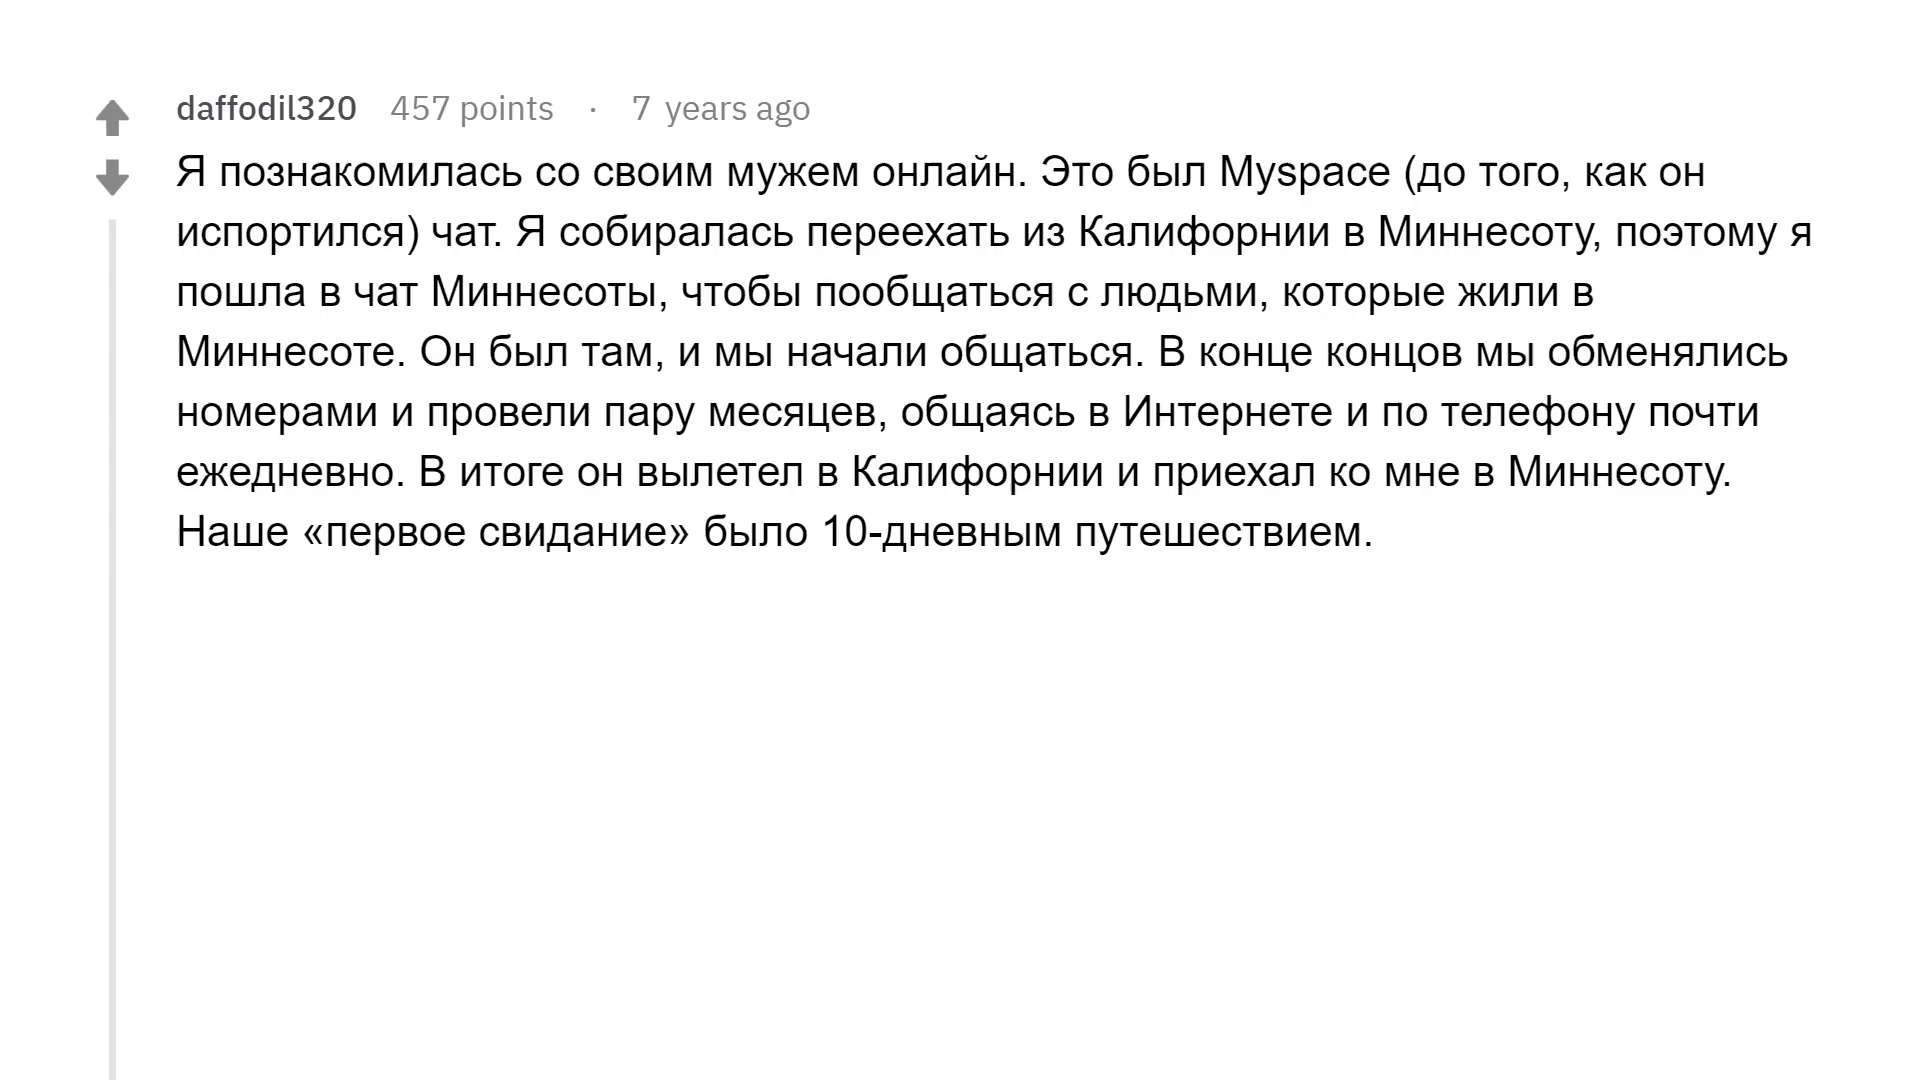 daffodil320 457 points · 7 years ago
Я познакомилась со своим мужем онлайн. Это был Myspace (до того, как он
испортился) чат. Я собиралась переехать из Калифорнии в Миннесоту, поэтому я
пошла в чат Миннесоты, чтобы пообщаться с людьми, которые жили в
Миннесоте. Он был там, и мы начали общаться. В конце концов мы обменялись
номерами и провели пару месяцев, общаясь в Интернете и по телефону почти
ежедневно. В итоге он вылетел в Калифорнии и приехал ко мне в Миннесоту.
Наше «первое свидание» было 10-дневным путешествием.